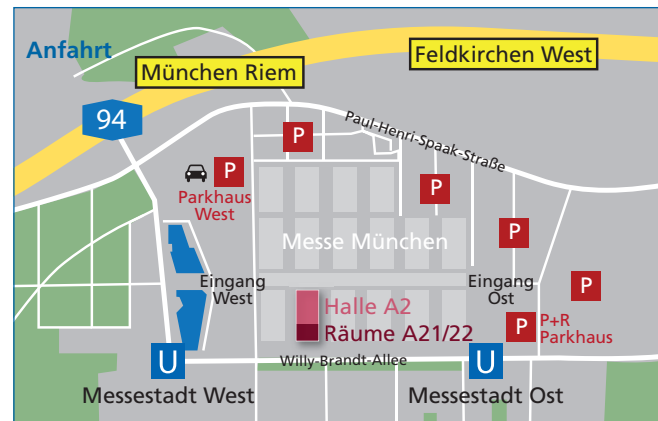 Anfahrt
Feldkirchen West
München Riem
94
Paul-Henri-Spaak-Straße
P
P
Parkhaus
West
P
P
Messe München
Eingang
West
Eingang
Ost
P
Halle A2
Räume A21/22
P
P+R
Parkhaus
Willy-Brandt-Allee
U
Messestadt West
U
Messestadt Ost